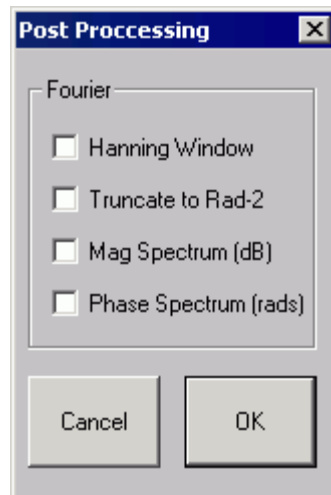 Post Proccessing
Fourier
Hanning Window
Truncate to Rad-2
Mag Spectrum (dB)
Phase Spectrum (rads)
Cancel OK